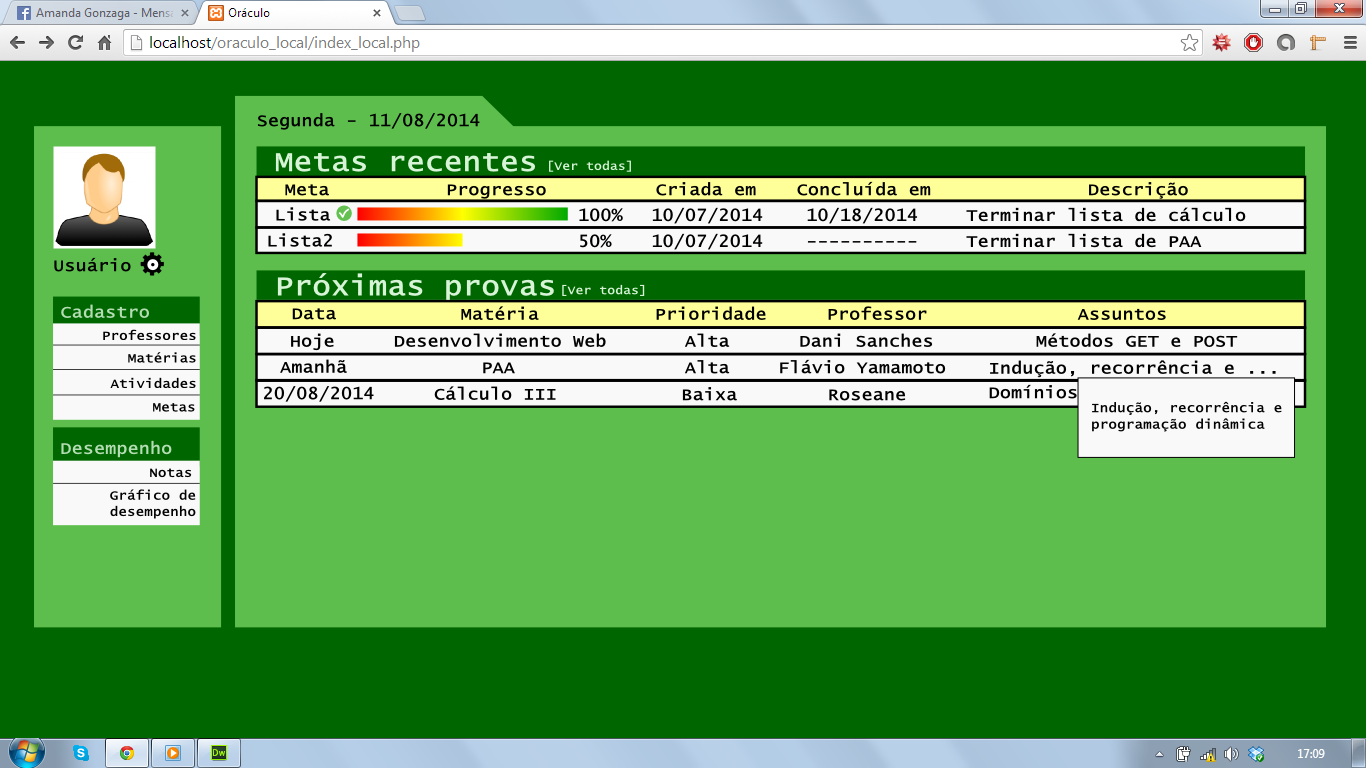 Amanda Gonzaga - Mens
Oráculo
localhost/oraculo_local/index_local.php
Segunda - 11/08/2014
Usuário
Cadastro
Professores
Matérias
Atividades
Metas
Desempenho
Notas
Gráfico de
desempenho
Metas recentes [Ver todas]
Meta Progresso Criada em Concluída em Descrição
Lista 100% 10/07/2014 10/18/2014 Terminar lista de cálculo
Lista2 50% 10/07/2014 ---------- Terminar lista de PAA
Próximas provas [Ver todas]
Data Matéria Prioridade Professor Assuntos
Hoje Desenvolvimento Web Alta Dani Sanches Métodos GET e POST
Amanhã PAA Alta Flávio Yamamoto Indução, recorrência e ...
20/08/2014 Cálculo III Baixa Roseane Domínios
Indução, recorrência e
programação dinâmica
Dw
17:09